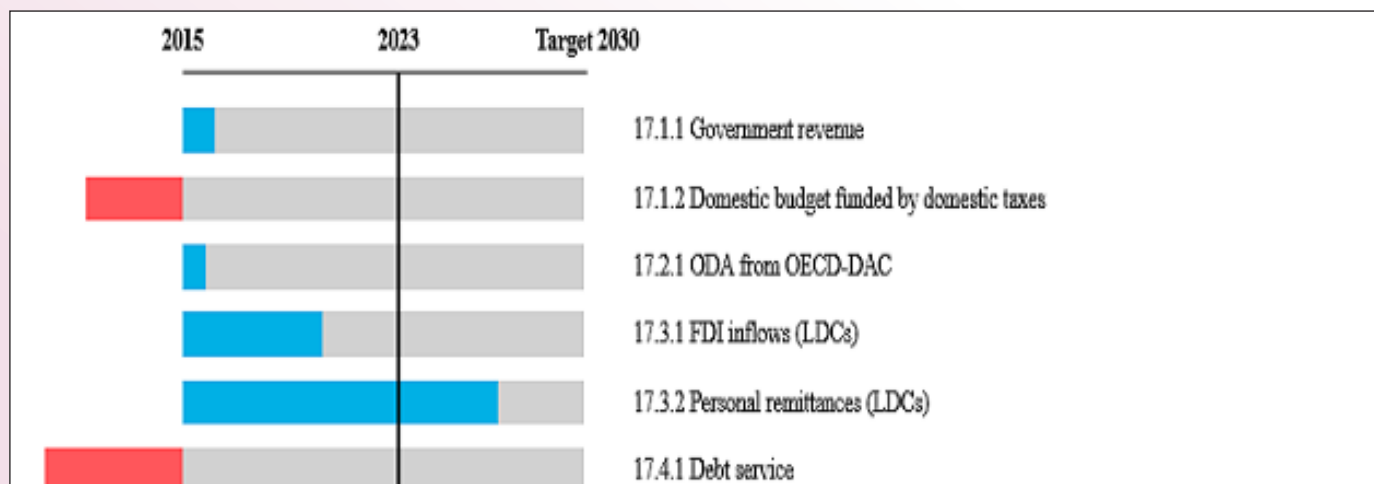 2015 2023 Target 2030
17.1.1 Government revenue
17.1.2 Domestic budget funded by domestic taxes
17.2.1 ODA from OECD-DAC
17.3.1 FDI inflows (LDCs)
17.3.2 Personal remittances (LDCs)
17.4.1 Debt service